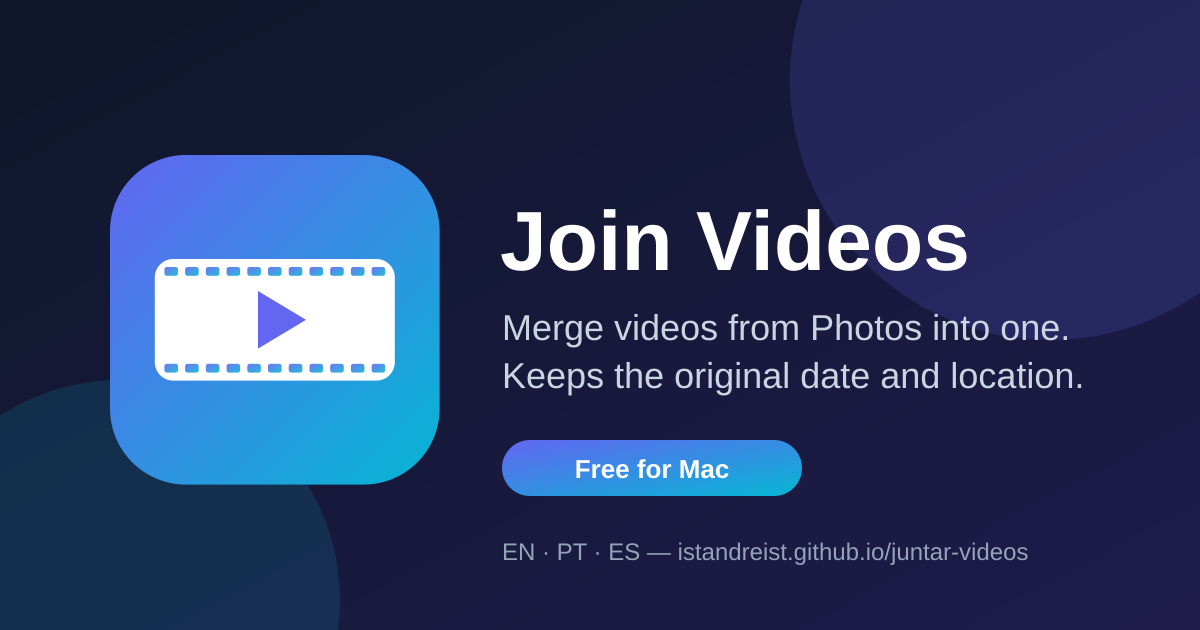 Join Videos
Merge videos from Photos into one.
Keeps the original date and location.
Free for Mac
EN · PT · ES — istandreist.github.io/juntar-videos